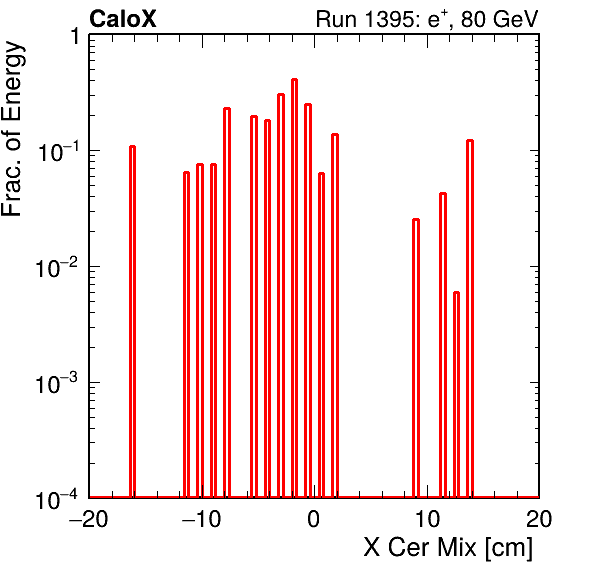 CaloX Run 1395: e⁺, 80 GeV
Frac. of Energy
1
10⁻¹
10⁻²
10⁻³
10⁻⁴
−20 −10 0 10 20
X Cer Mix [cm]